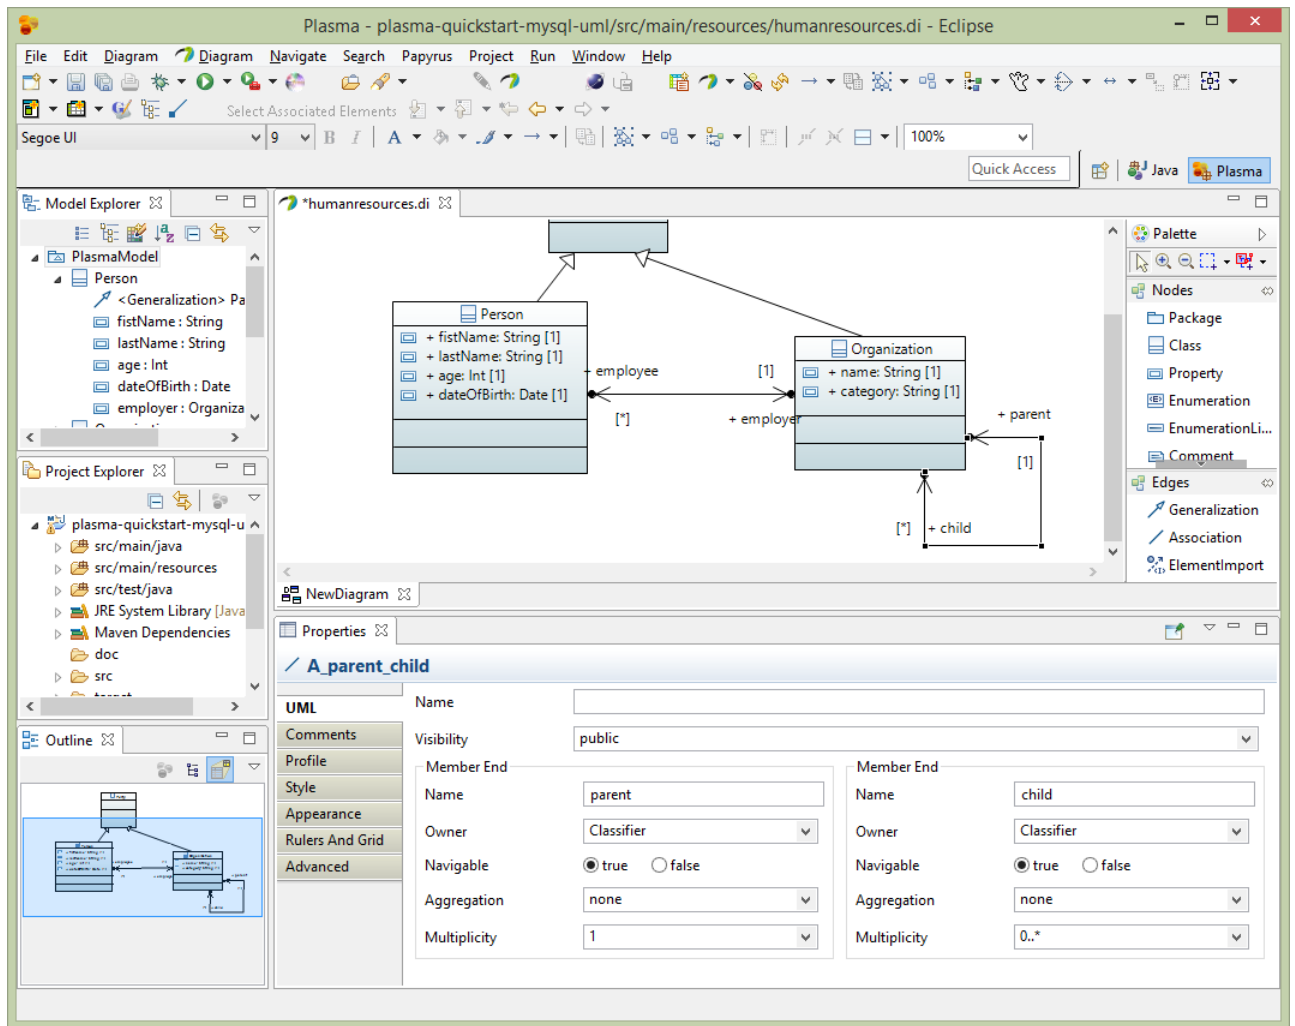 Plasma - plasma-quickstart-mysql-uml/src/main/resources/humanresources.di - Eclipse
File Edit Diagram Diagram Navigate Search Papyrus Project Run Window Help
Select Associated Elements
Segoe UI 9 B I A 100%
Quick Access Java Plasma
Model Explorer
PlasmaModel
Person
<Generalization> Pa
fistName : String
lastName : String
age : Int
dateOfBirth : Date
employer : Organiza
Project Explorer
plasma-quickstart-mysql-u
src/main/java
src/main/resources
src/test/java
JRE System Library [Java
Maven Dependencies
doc
src
target
Outline
*humanresources.di
Person
+ fistName: String [1]
+ lastName: String [1]
+ age: Int [1]
+ dateOfBirth: Date [1]
+ employee
[*]
[1]
+ employer
Organization
+ name: String [1]
+ category: String [1]
+ parent
[1]
[*] + child
NewDiagram
Palette
Nodes
Package
Class
Property
Enumeration
EnumerationLi...
Comment
Edges
Generalization
Association
ElementImport
Properties
A_parent_child
UML
Comments
Profile
Style
Appearance
Rulers And Grid
Advanced
Name
Visibility public
Member End
Name parent
Owner Classifier
Navigable true false
Aggregation none
Multiplicity 1
Member End
Name child
Owner Classifier
Navigable true false
Aggregation none
Multiplicity 0..*